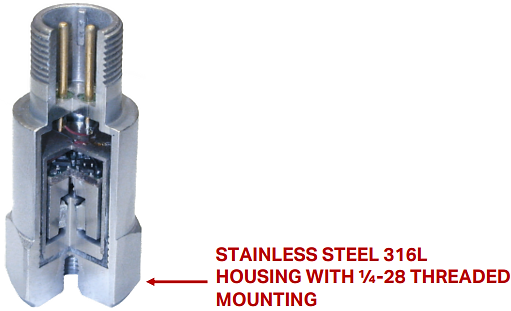 STAINLESS STEEL 316L
HOUSING WITH ¼-28 THREADED
MOUNTING